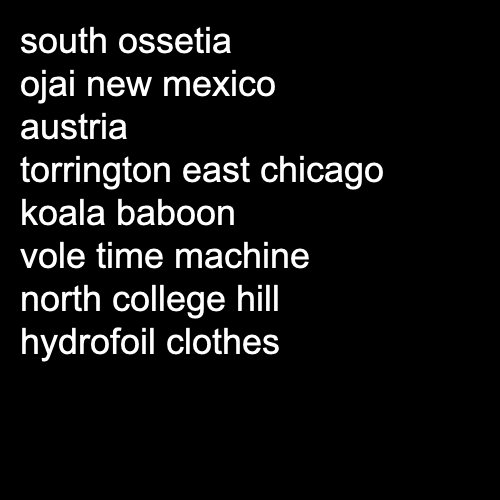 south ossetia
ojai new mexico
austria
torrington east chicago
koala baboon
vole time machine
north college hill
hydrofoil clothes